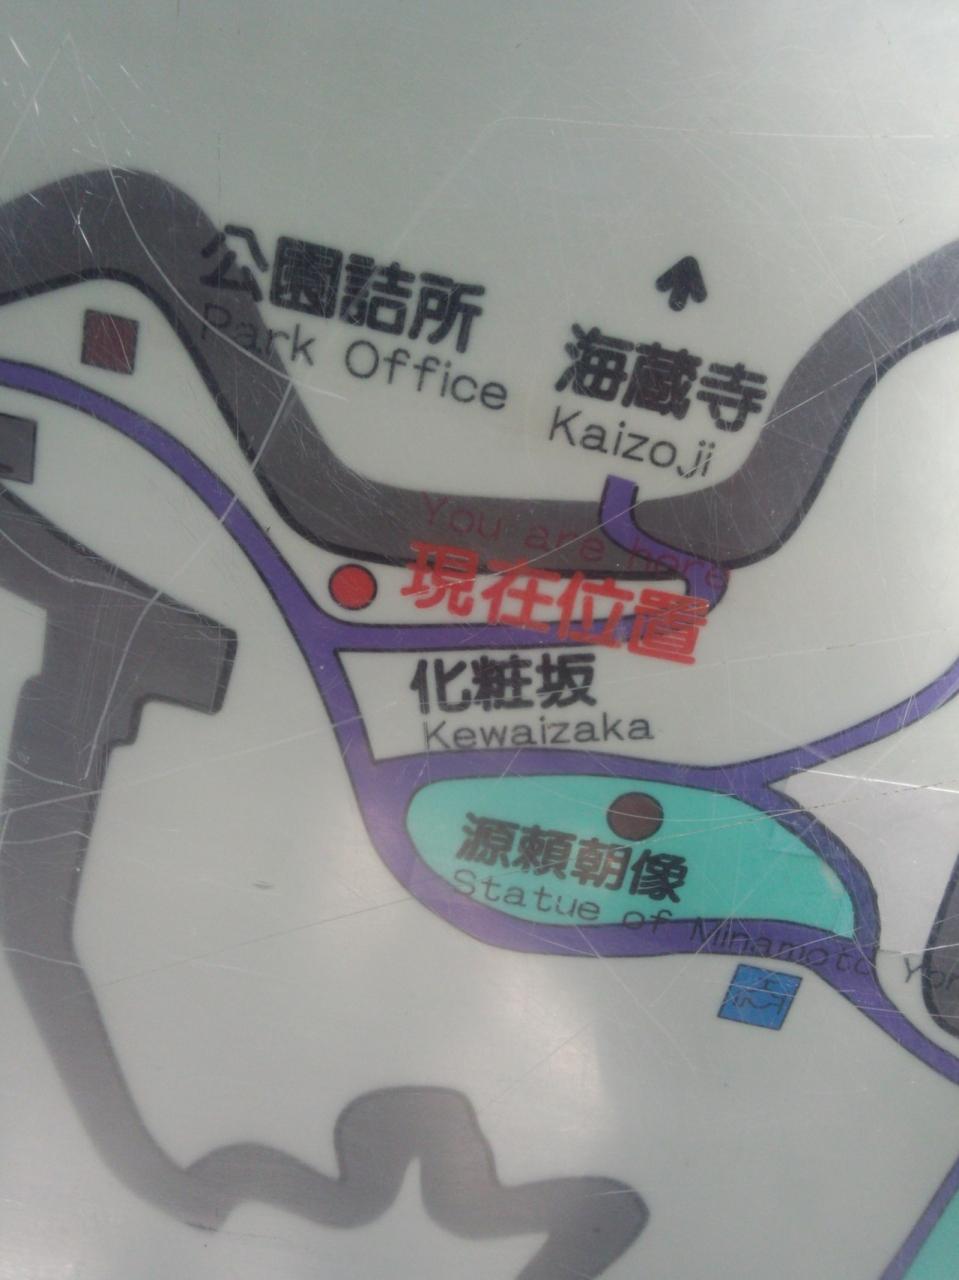 公園詰所
Park Office
海蔵寺
Kaizoji
You are here
現在位置
化粧坂
Kewaizaka
源頼朝像
Statue of Minamoto